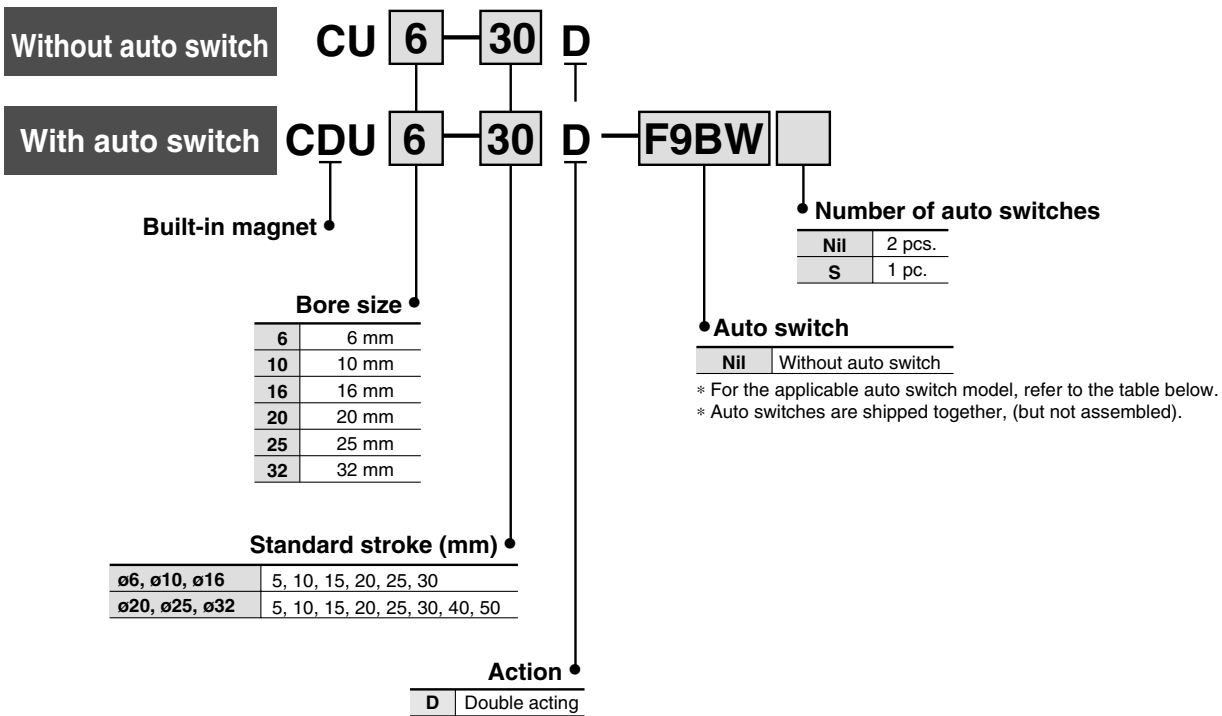 Without auto switch CU 6 30 D
With auto switch CDU 6 30 D F9BW
Built-in magnet
Number of auto switches
Nil 2 pcs.
S 1 pc.
Bore size
6 6 mm
10 10 mm
16 16 mm
20 20 mm
25 25 mm
32 32 mm
Auto switch
Nil Without auto switch
* For the applicable auto switch model, refer to the table below.
* Auto switches are shipped together, (but not assembled).
Standard stroke (mm)
ø6, ø10, ø16 5, 10, 15, 20, 25, 30
ø20, ø25, ø32 5, 10, 15, 20, 25, 30, 40, 50
Action
D Double acting